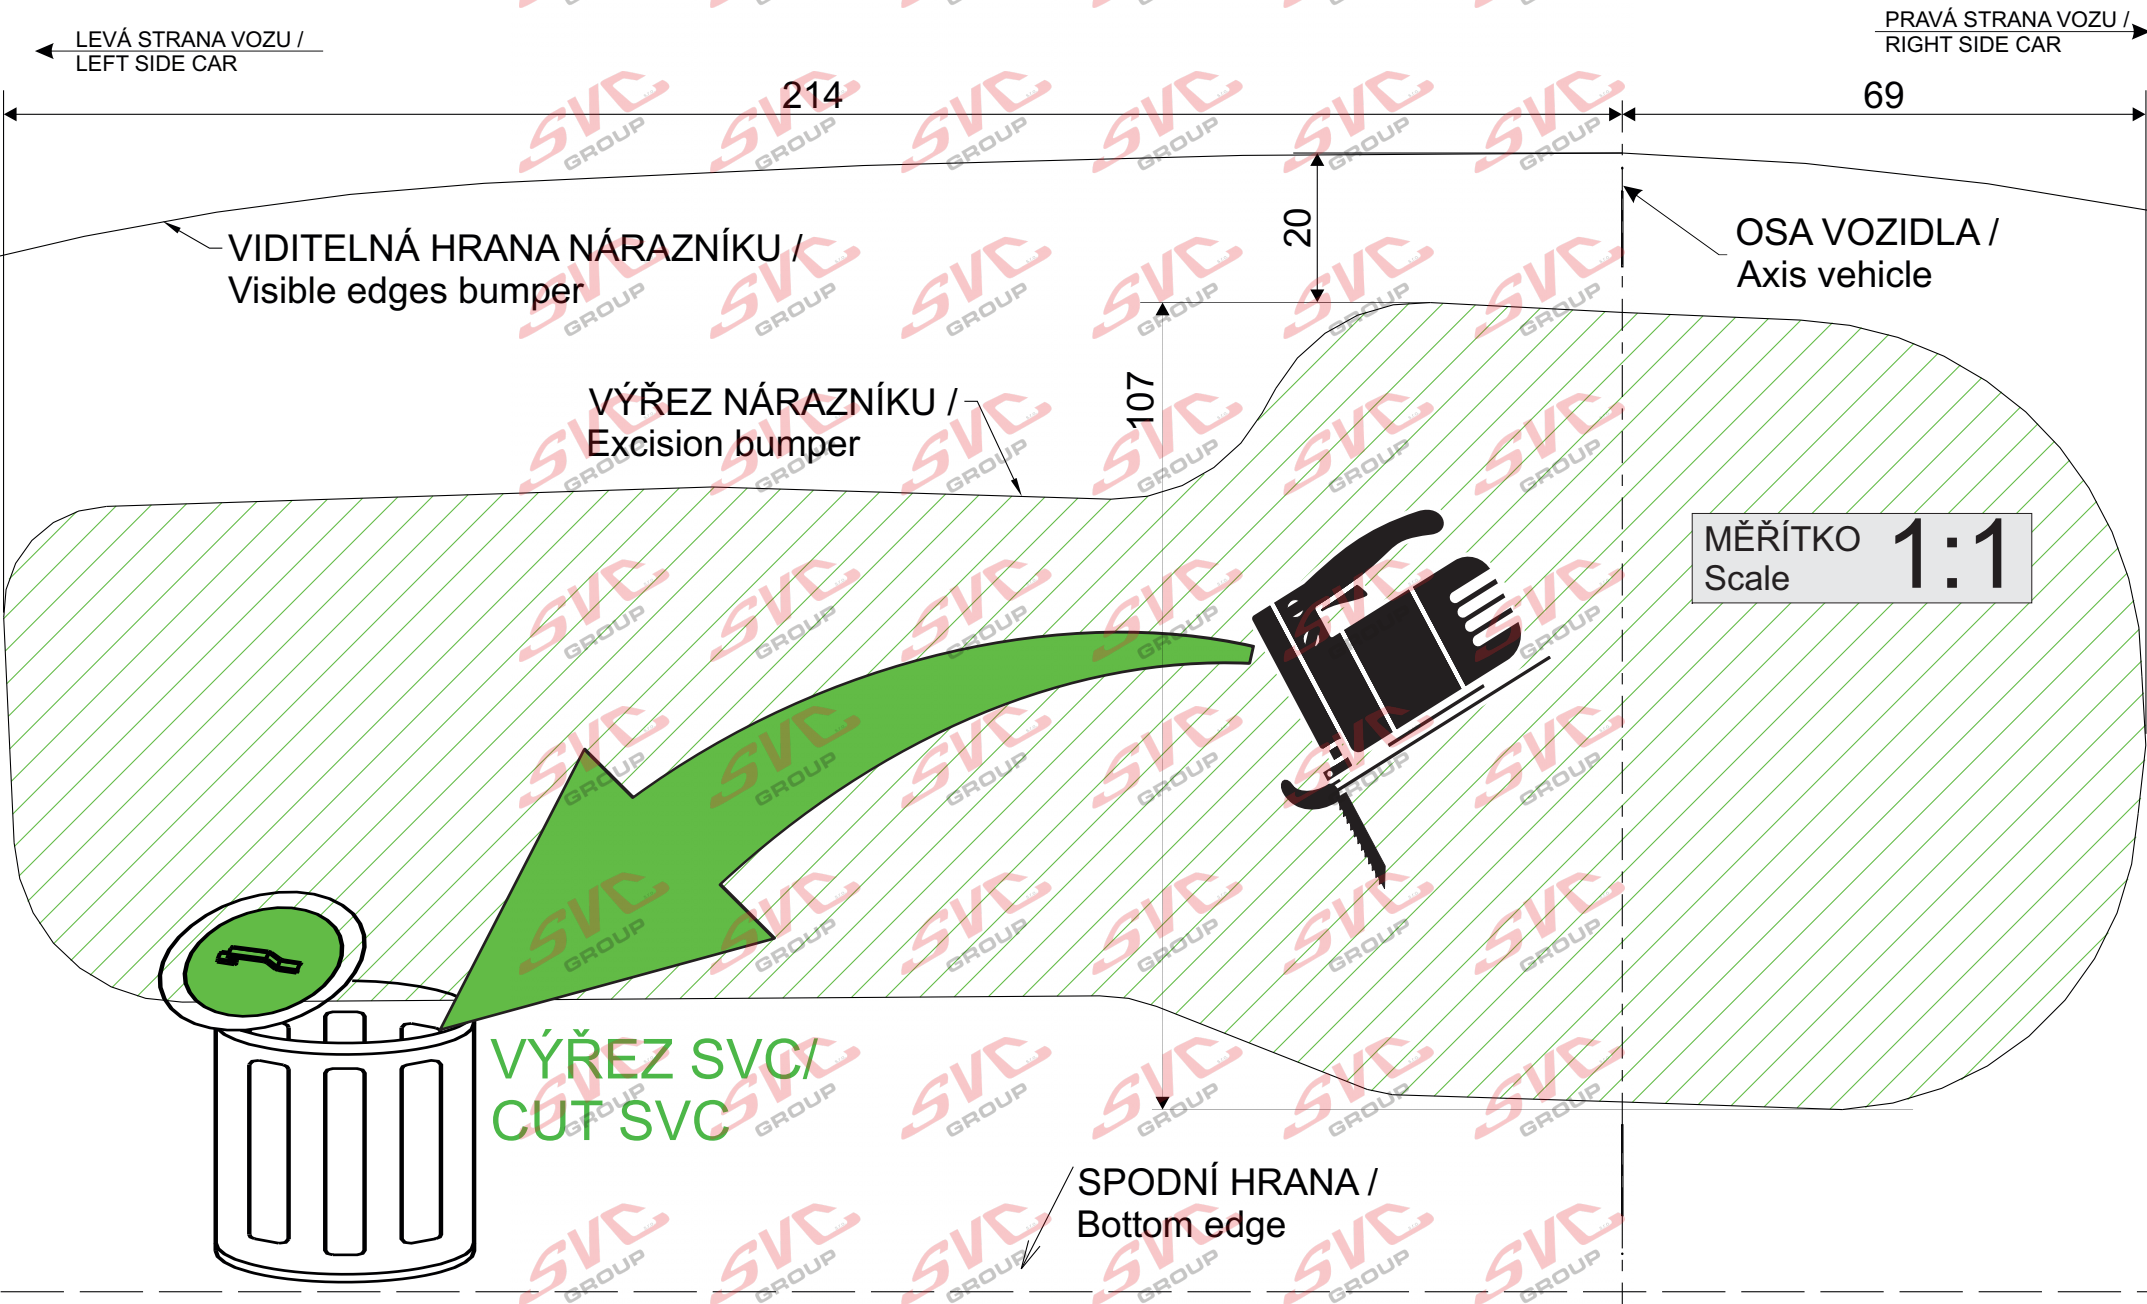 LEVÁ STRANA VOZU /
LEFT SIDE CAR
PRAVÁ STRANA VOZU /
RIGHT SIDE CAR
214
69
20
VIDITELNÁ HRANA NÁRAZNÍKU /
Visible edges bumper
OSA VOZIDLA /
Axis vehicle
VÝŘEZ NÁRAZNÍKU /
Excision bumper
107
MĚŘÍTKO 1:1
Scale
VÝŘEZ SVC/
CUT SVC
SPODNÍ HRANA /
Bottom edge
SVC
GROUP